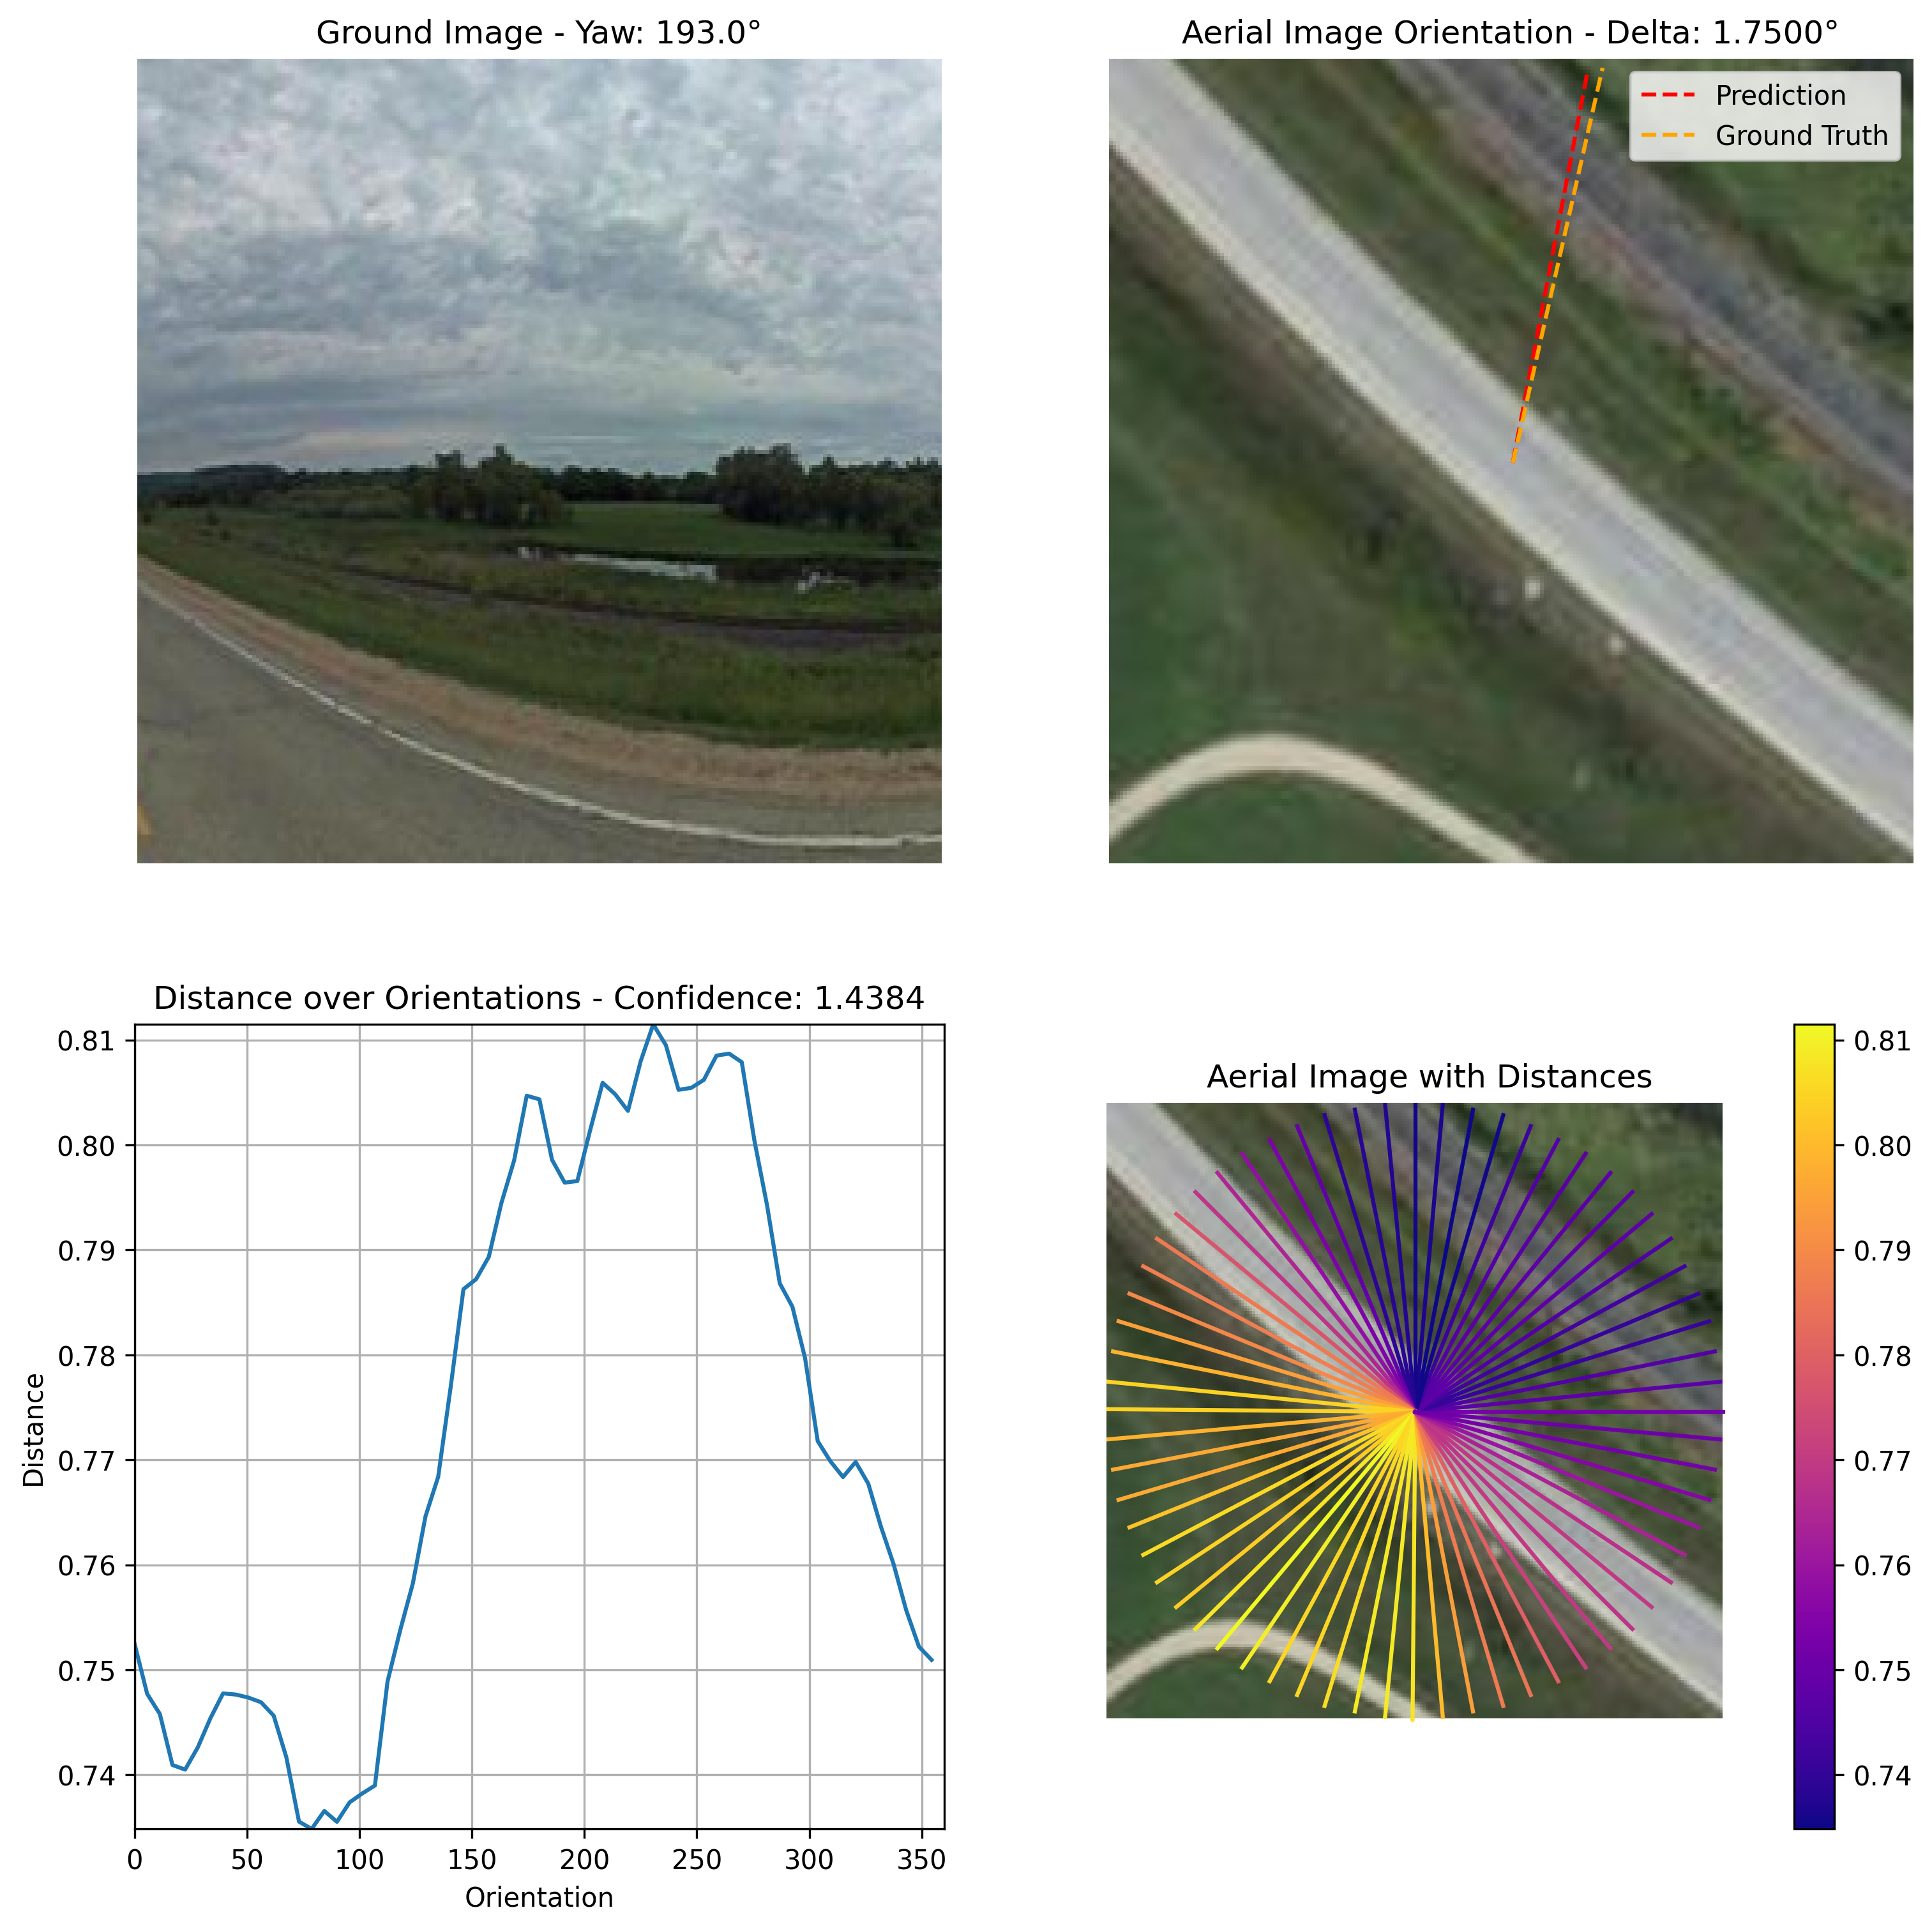 Ground Image - Yaw: 193.0°
Aerial Image Orientation - Delta: 1.7500°
Prediction
Ground Truth
Distance over Orientations - Confidence: 1.4384
0.81
0.80
0.79
0.78
0.77
0.76
0.75
0.74
Distance
0 50 100 150 200 250 300 350
Orientation
Aerial Image with Distances
0.81
0.80
0.79
0.78
0.77
0.76
0.75
0.74